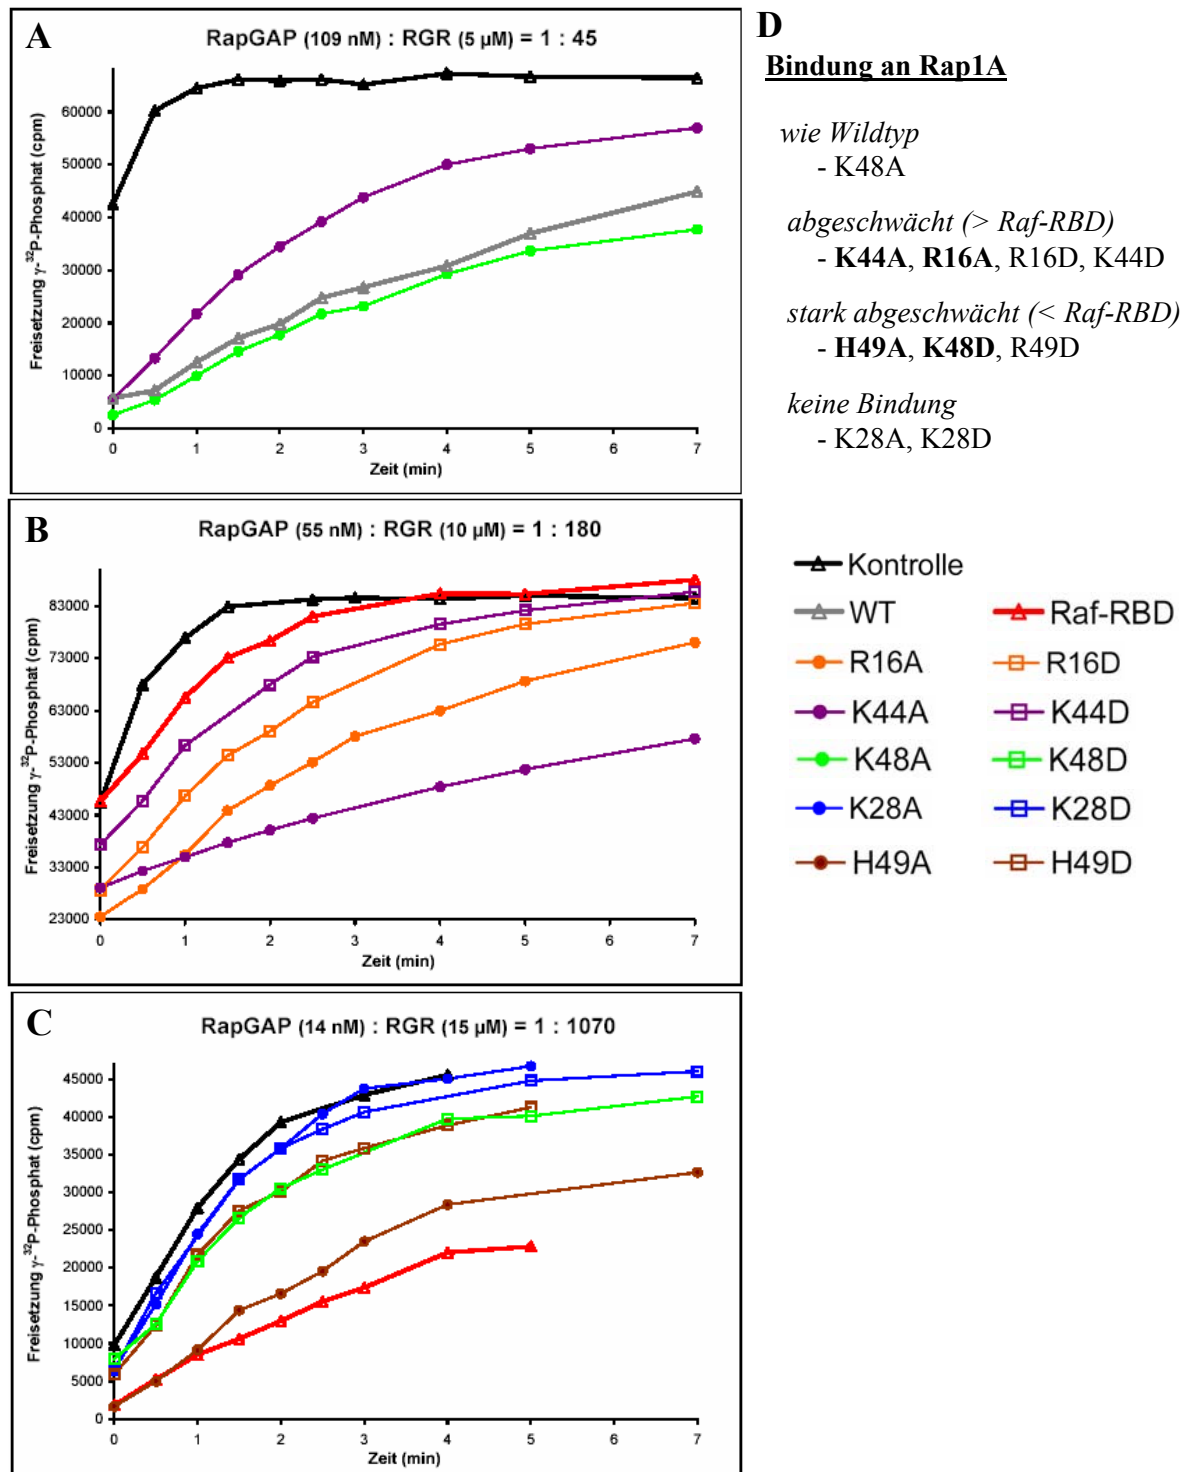 A
RapGAP (109 nM) : RGR (5 µM) = 1 : 45
Freisetzung γ-³²P-Phosphat (cpm)
60000
50000
40000
30000
20000
10000
0
0 1 2 3 4 5 6 7
Zeit (min)
B
RapGAP (55 nM) : RGR (10 µM) = 1 : 180
Freisetzung γ-³²P-Phosphat (cpm)
83000
73000
63000
53000
43000
33000
23000
0 1 2 3 4 5 6 7
Zeit (min)
C
RapGAP (14 nM) : RGR (15 µM) = 1 : 1070
Freisetzung γ-³²P-Phosphat (cpm)
45000
40000
35000
30000
25000
20000
15000
10000
5000
0
0 1 2 3 4 5 6 7
Zeit (min)
D
Bindung an Rap1A
wie Wildtyp
- K48A
abgeschwächt (> Raf-RBD)
- K44A, R16A, R16D, K44D
stark abgeschwächt (< Raf-RBD)
- H49A, K48D, R49D
keine Bindung
- K28A, K28D
Kontrolle
WT Raf-RBD
R16A R16D
K44A K44D
K48A K48D
K28A K28D
H49A H49D